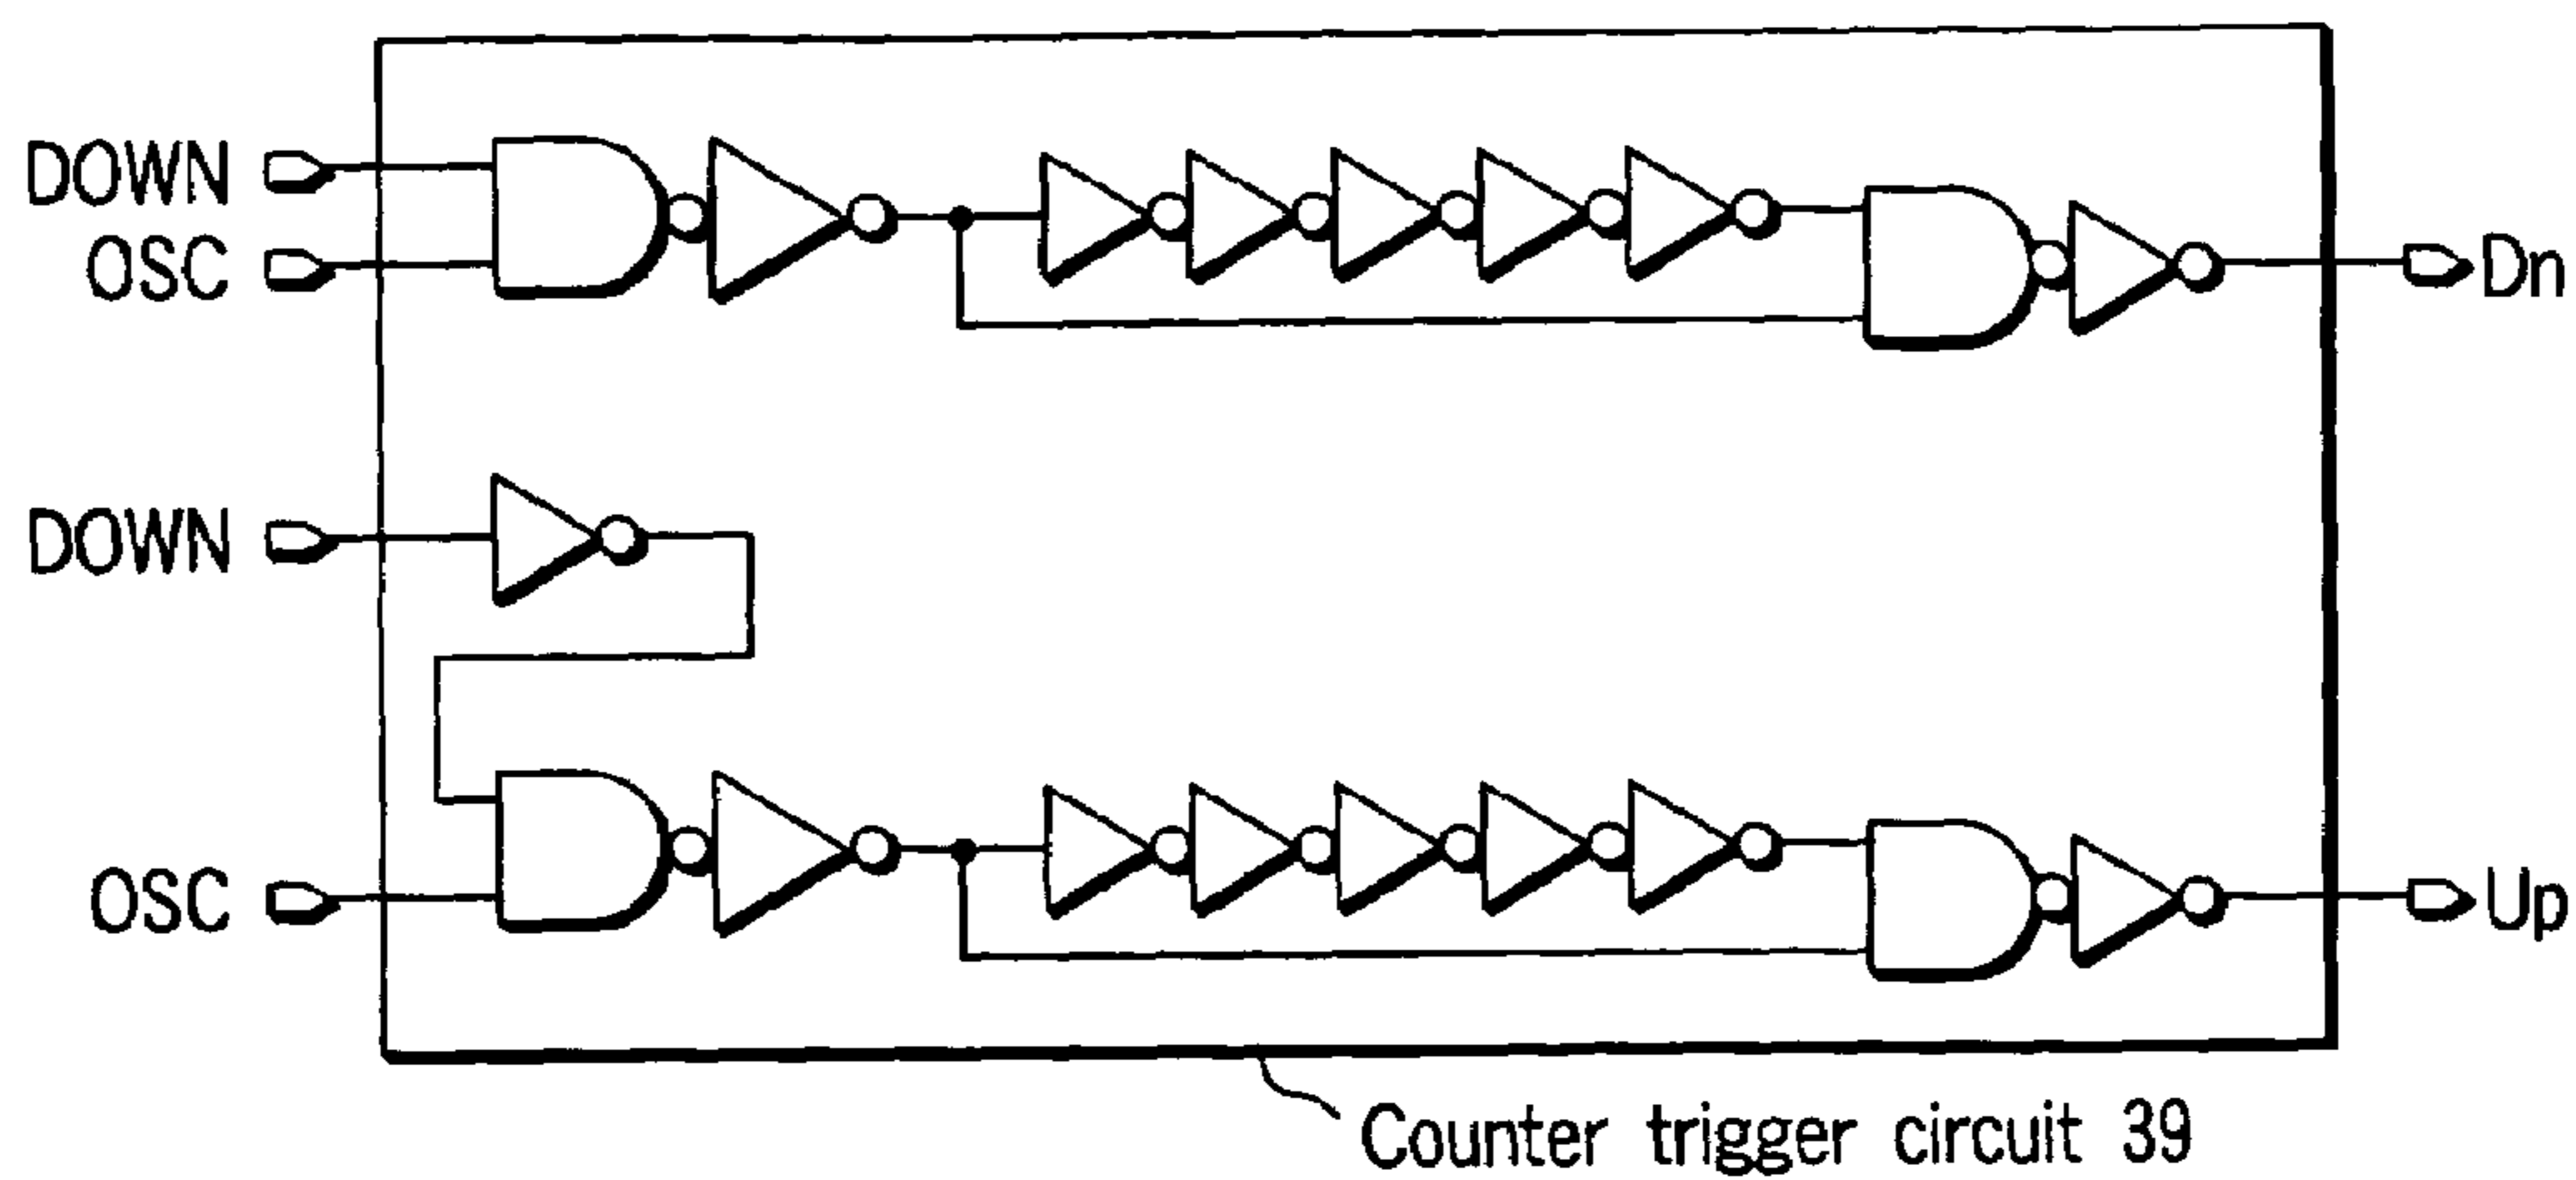 DOWN
OSC
Dn
DOWN
OSC
Up
Counter trigger circuit 39